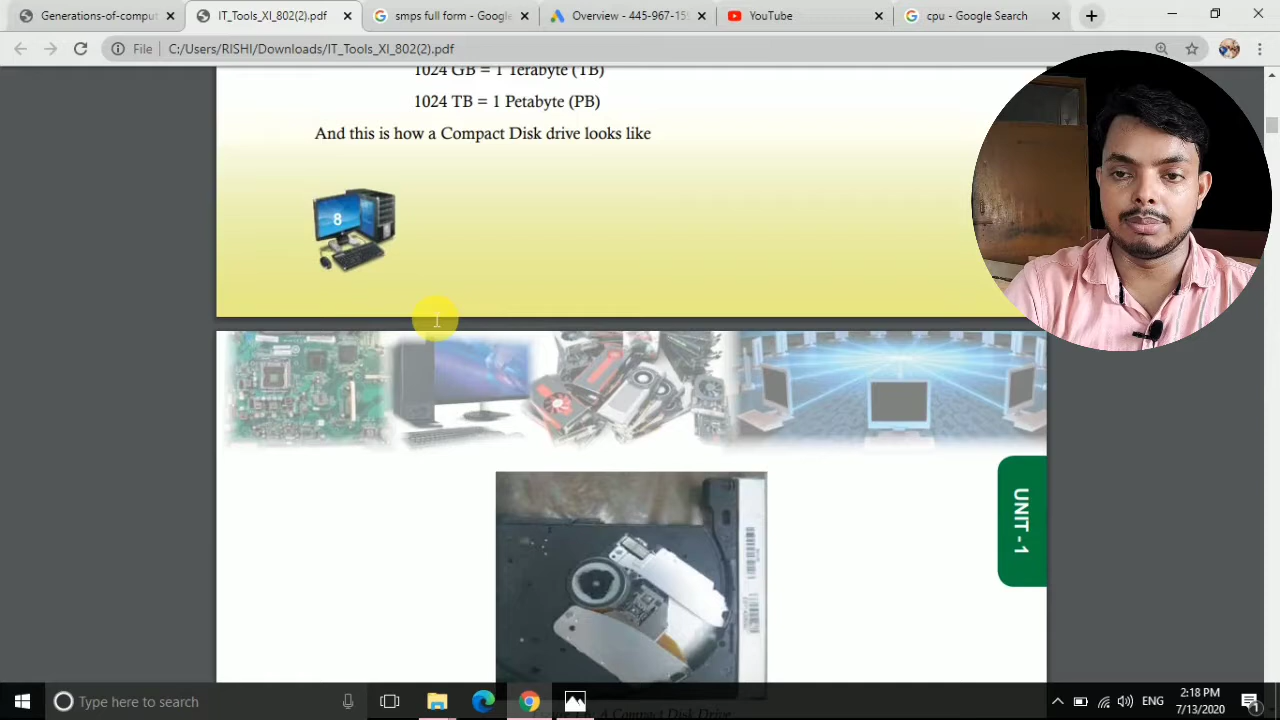 Generations-of-comput
IT_Tools_XI_802(2).pdf
smps full form - Google
Overview - 445-967-15
YouTube
cpu - Google Search
File
C:/Users/RISHI/Downloads/IT_Tools_XI_802(2).pdf
1024 GB = 1 Terabyte (TB)
1024 TB = 1 Petabyte (PB)
And this is how a Compact Disk drive looks like
8
UNIT - 1
A Compact Disk Drive
Type here to search
ENG
2:18 PM
7/13/2020